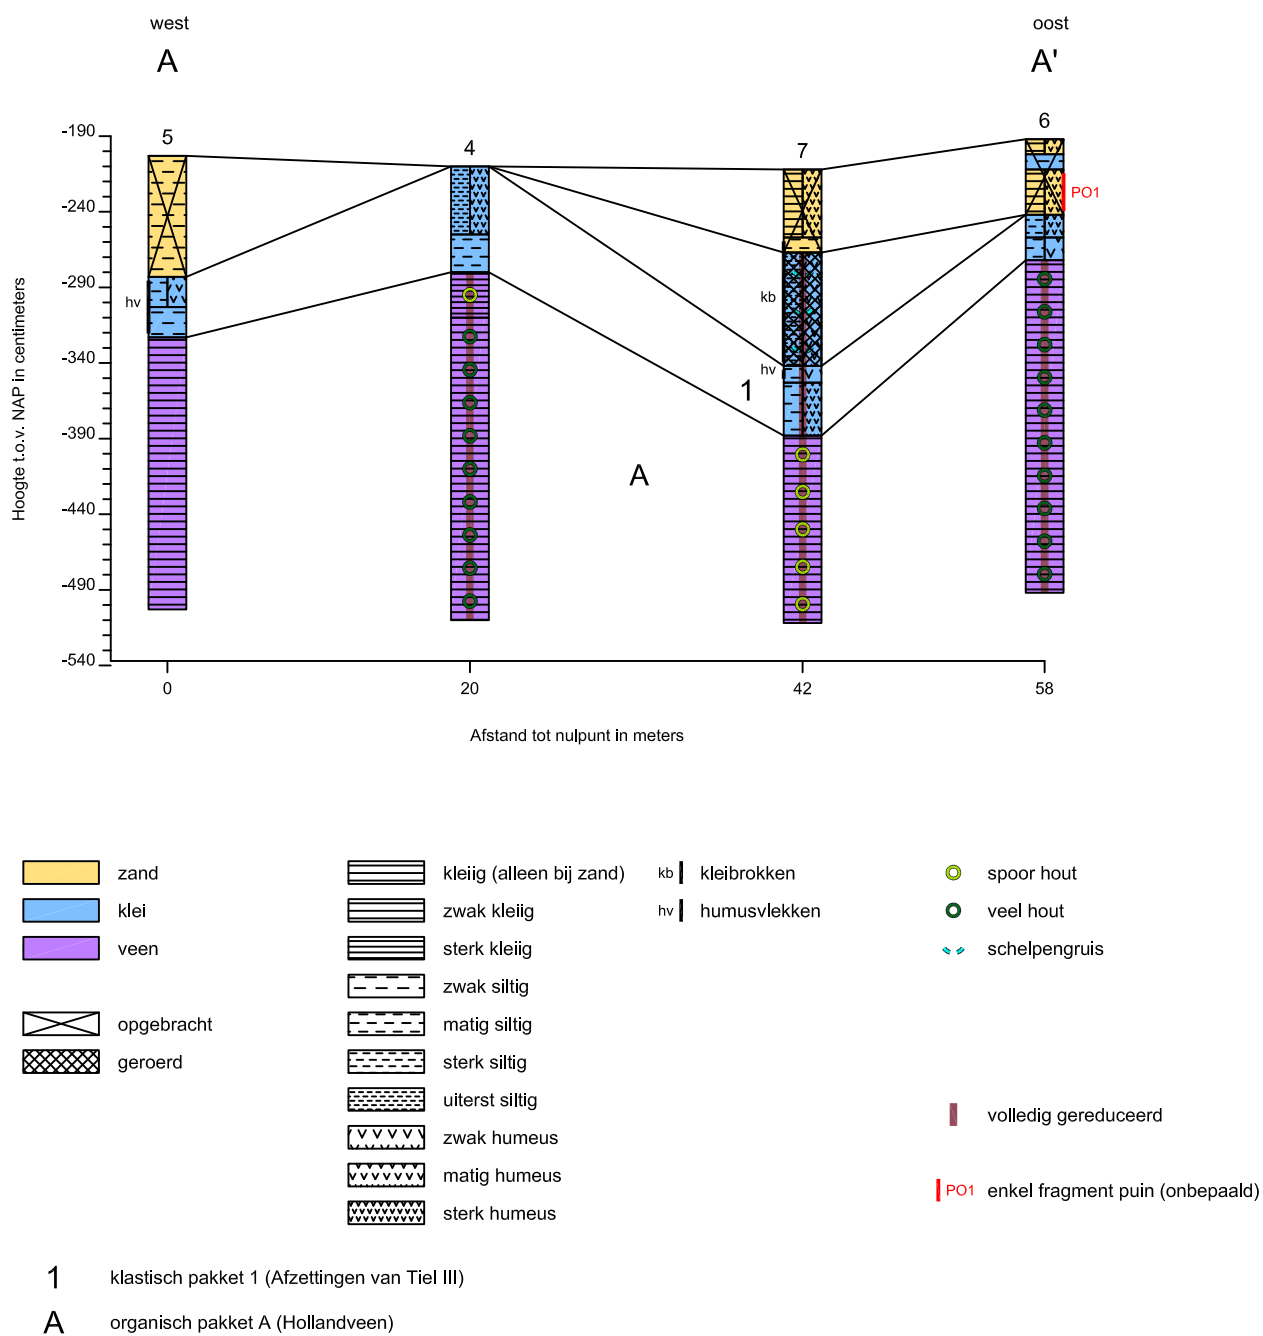 west
oost
A
A'
5
4
7
6
-190
-240
-290
-340
-390
-440
-490
-540
Hoogte t.o.v. NAP in centimeters
PO1
hv
kb
hv
1
A
0
20
42
58
Afstand tot nulpunt in meters
zand
klei
veen
opgebracht
geroerd
kleiig (alleen bij zand)
zwak kleiig
sterk kleiig
zwak siltig
matig siltig
sterk siltig
uiterst siltig
zwak humeus
matig humeus
sterk humeus
kb kleibrokken
hv humusvlekken
spoor hout
veel hout
schelpengruis
volledig gereduceerd
PO1 enkel fragment puin (onbepaald)
1 klastisch pakket 1 (Afzettingen van Tiel III)
A organisch pakket A (Hollandveen)